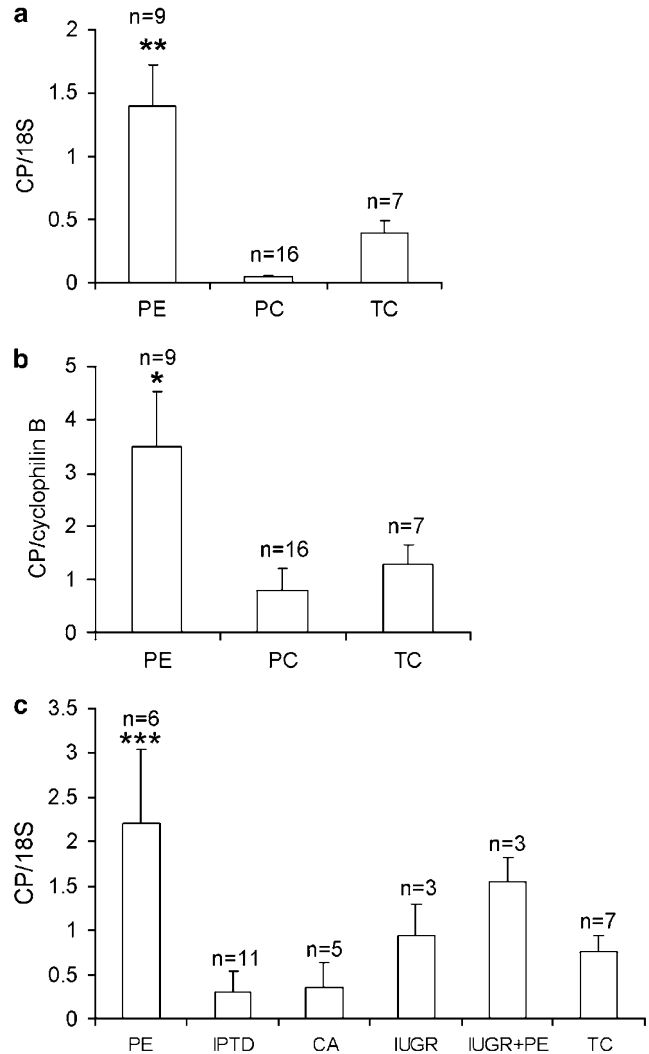 a
n=9
**
n=16
n=7
CP/18S
2
1.5
1
0.5
0
PE PC TC
b
n=9
*
n=16
n=7
CP/cyclophilin B
5
4
3
2
1
0
PE PC TC
c
n=6
***
n=11
n=5
n=3
n=3
n=7
CP/18S
3.5
3
2.5
2
1.5
1
0.5
0
PE IPTD CA IUGR IUGR+PE TC